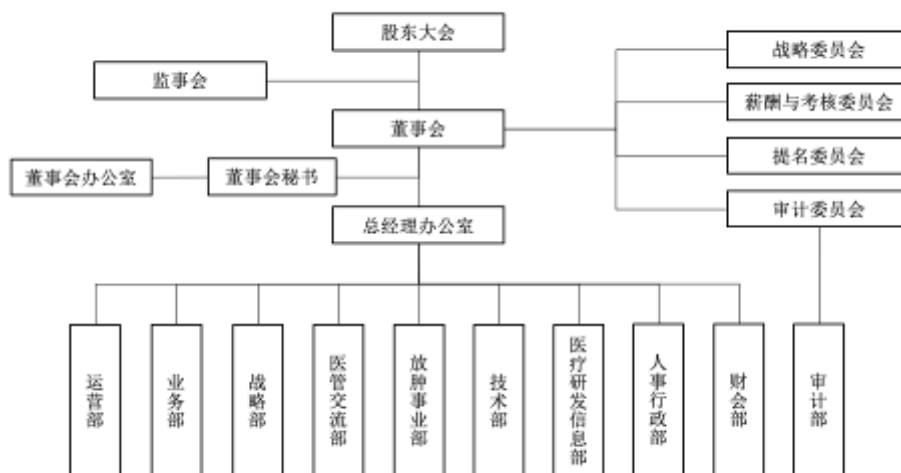 股东大会
战略委员会
监事会
薪酬与考核委员会
董事会
提名委员会
董事会办公室
董事会秘书
审计委员会
总经理办公室
运营部
业务部
战略部
医管交流部
放肿事业部
技术部
医疗研发信息部
人事行政部
财会部
审计部